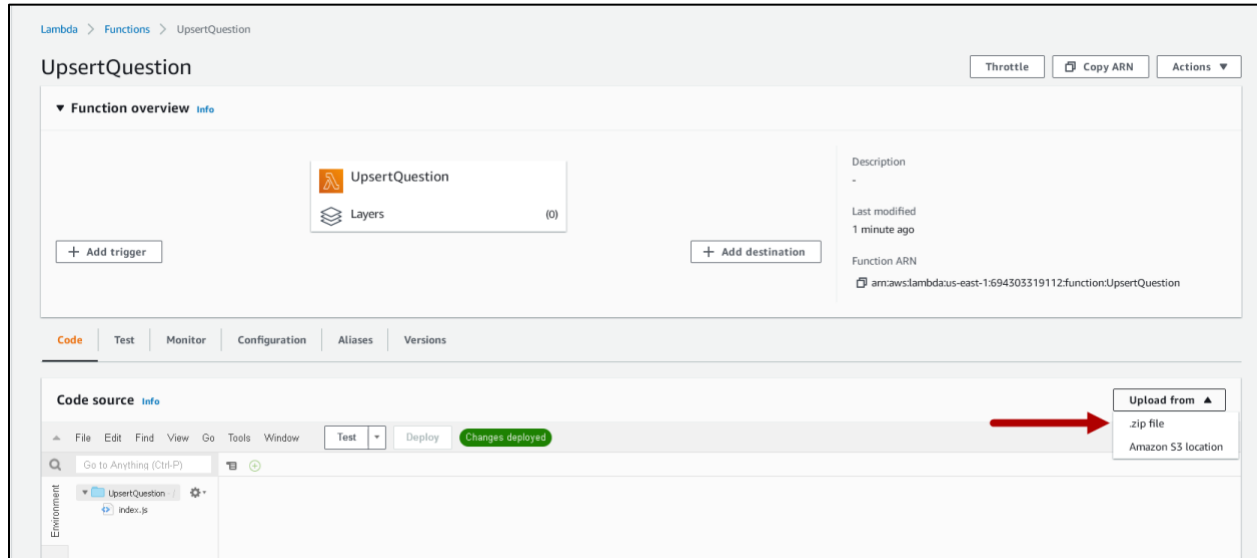 Lambda > Functions > UpsertQuestion
UpsertQuestion
Throttle Copy ARN Actions ▼
▼ Function overview Info
UpsertQuestion
Layers (0)
+ Add trigger
+ Add destination
Description
-
Last modified
1 minute ago
Function ARN
arn:aws:lambda:us-east-1:694303319112:function:UpsertQuestion
Code Test Monitor Configuration Aliases Versions
Code source Info
Upload from ▲
.zip file
Amazon S3 location
File Edit Find View Go Tools Window Test Deploy Changes deployed
Go to Anything (Ctrl-P)
Environment
UpsertQuestion - /
index.js